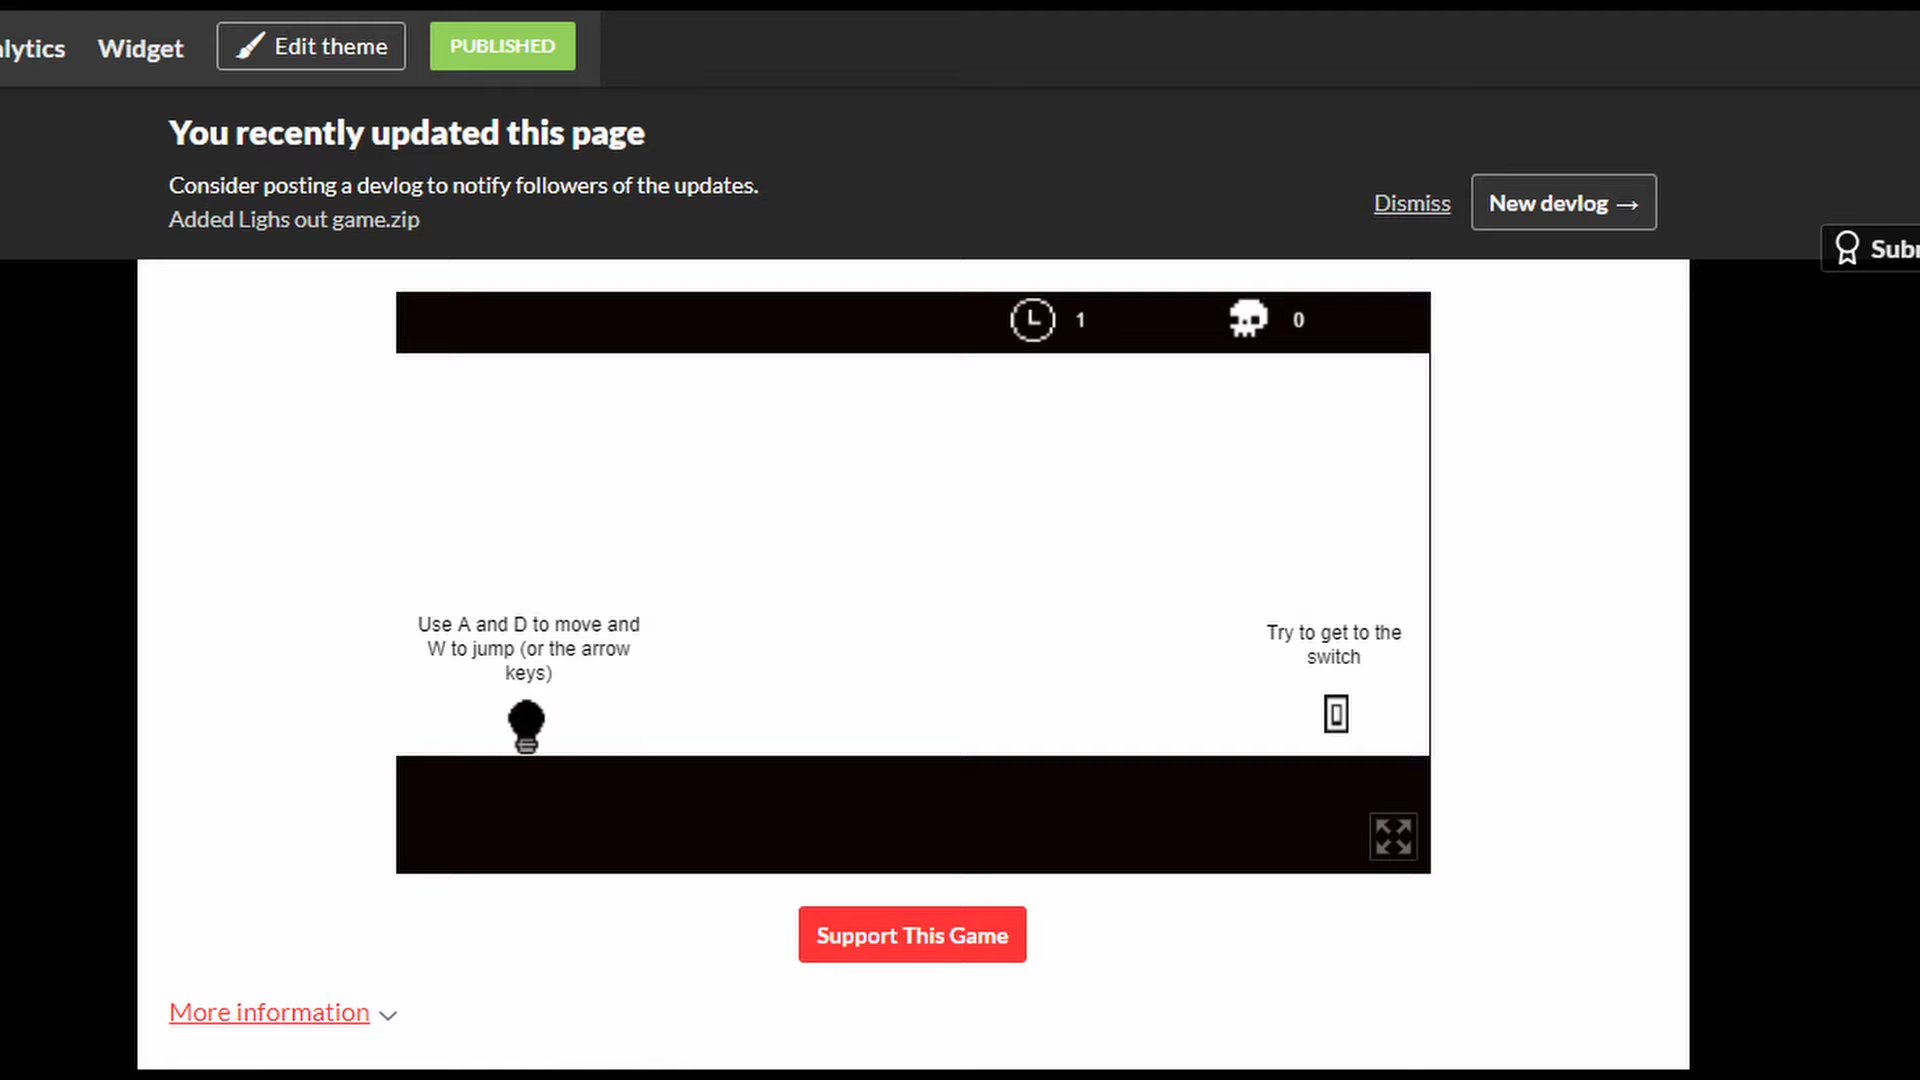 lytics Widget Edit theme PUBLISHED
You recently updated this page
Consider posting a devlog to notify followers of the updates.
Added Lighs out game.zip
Dismiss New devlog →
Sub
1 0
Use A and D to move and
W to jump (or the arrow
keys)
Try to get to the
switch
Support This Game
More information